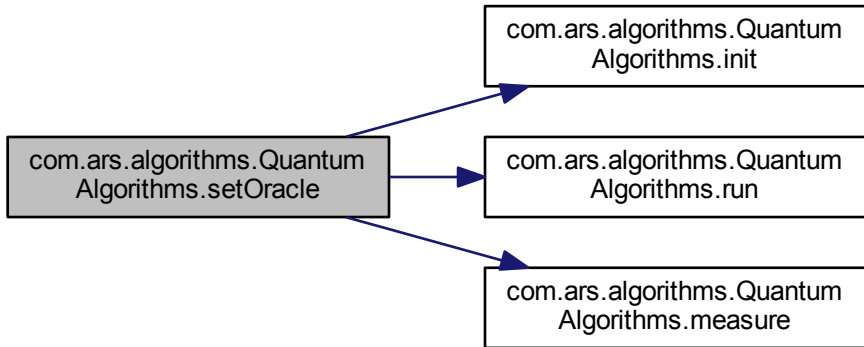 com.ars.algorithms.Quantum
Algorithms.setOracle
com.ars.algorithms.Quantum
Algorithms.init
com.ars.algorithms.Quantum
Algorithms.run
com.ars.algorithms.Quantum
Algorithms.measure